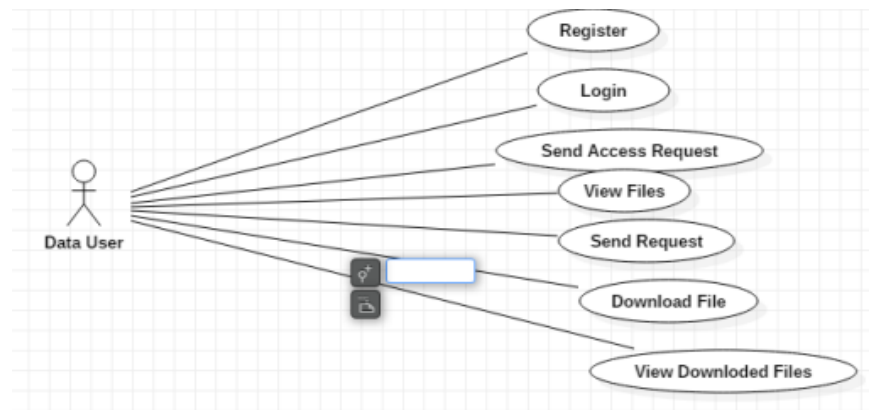 Register
Login
Send Access Request
View Files
Data User
Send Request
Download File
View Downloded Files